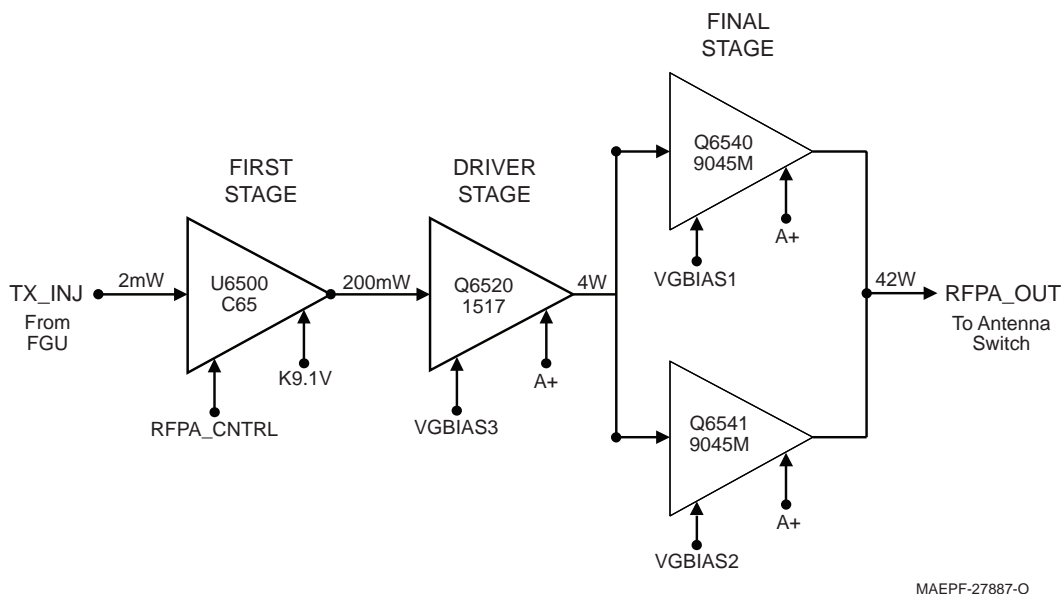 FINAL
STAGE
Q6540
9045M
A+
VGBIAS1
FIRST
STAGE
DRIVER
STAGE
TX_INJ
From
FGU
2mW
U6500
C65
K9.1V
RFPA_CNTRL
200mW
Q6520
1517
A+
VGBIAS3
4W
42W
RFPA_OUT
To Antenna
Switch
Q6541
9045M
A+
VGBIAS2
MAEPF-27887-O